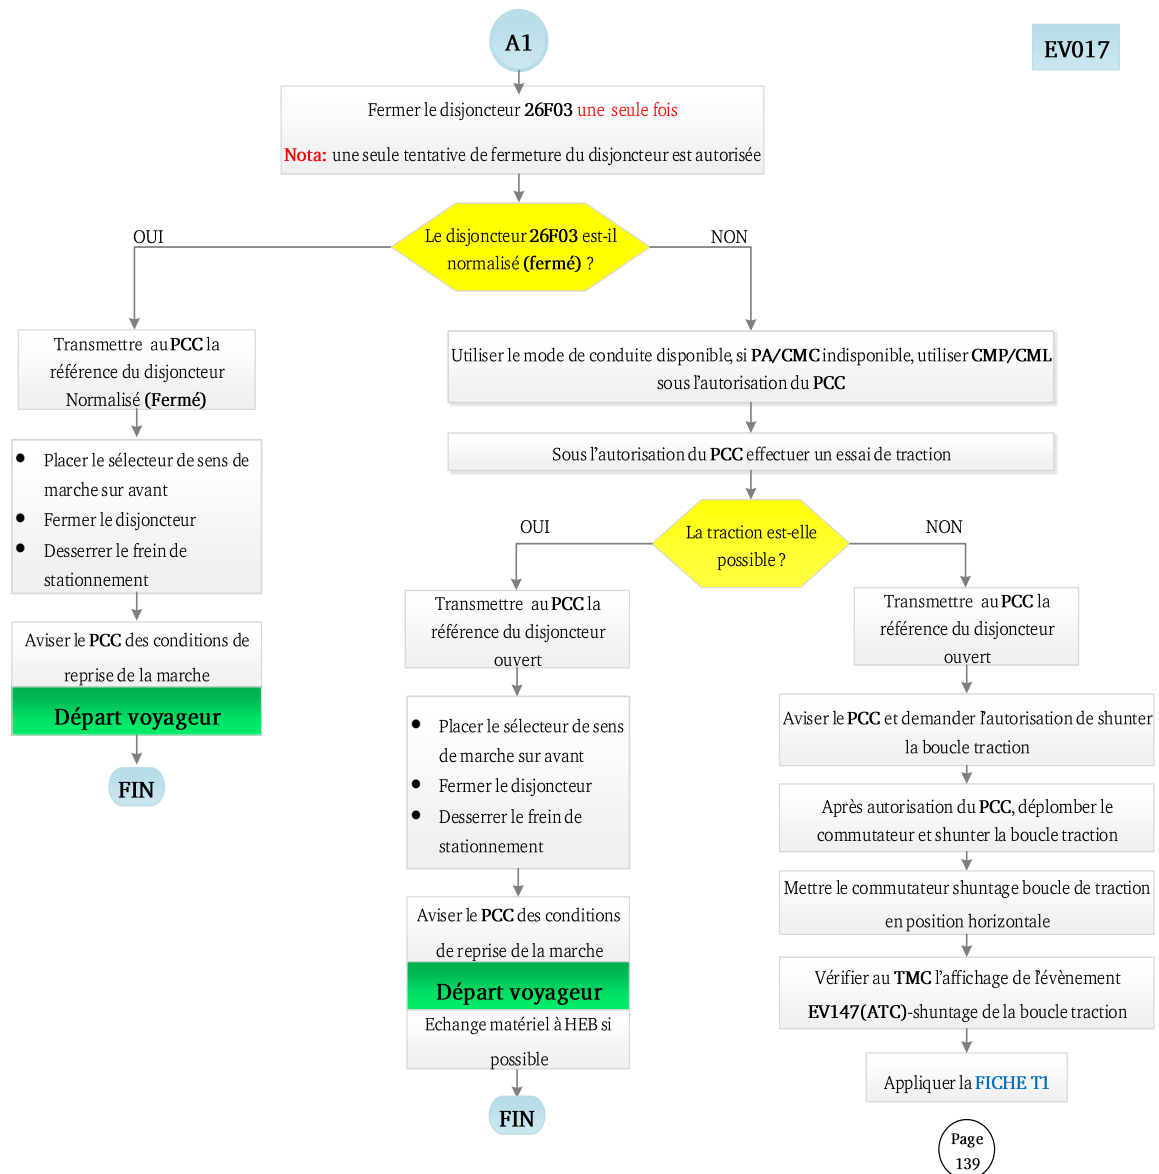 A1
EV017
Fermer le disjoncteur 26F03 une seule fois
Nota: une seule tentative de fermeture du disjoncteur est autorisée
Le disjoncteur 26F03 est-il
normalisé (fermé) ?
OUI
NON
Transmettre au PCC la
référence du disjoncteur
Normalisé (Fermé)
• Placer le sélecteur de sens de
marche sur avant
• Fermer le disjoncteur
• Desserrer le frein de
stationnement
Aviser le PCC des conditions de
reprise de la marche
Départ voyageur
FIN
Utiliser le mode de conduite disponible, si PA/CMC indisponible, utiliser CMP/CML
sous l'autorisation du PCC
Sous l'autorisation du PCC effectuer un essai de traction
La traction est-elle
possible ?
OUI
NON
Transmettre au PCC la
référence du disjoncteur
ouvert
• Placer le sélecteur de sens
de marche sur avant
• Fermer le disjoncteur
• Desserrer le frein de
stationnement
Aviser le PCC des conditions
de reprise de la marche
Départ voyageur
Echange matériel à HEB si
possible
FIN
Transmettre au PCC la
référence du disjoncteur
ouvert
Aviser le PCC et demander l'autorisation de shunter
la boucle traction
Après autorisation du PCC, déplomber le
commutateur et shunter la boucle traction
Mettre le commutateur shuntage boucle de traction
en position horizontale
Vérifier au TMC l'affichage de l'évènement
EV147(ATC)-shuntage de la boucle traction
Appliquer la FICHE T1
Page
139